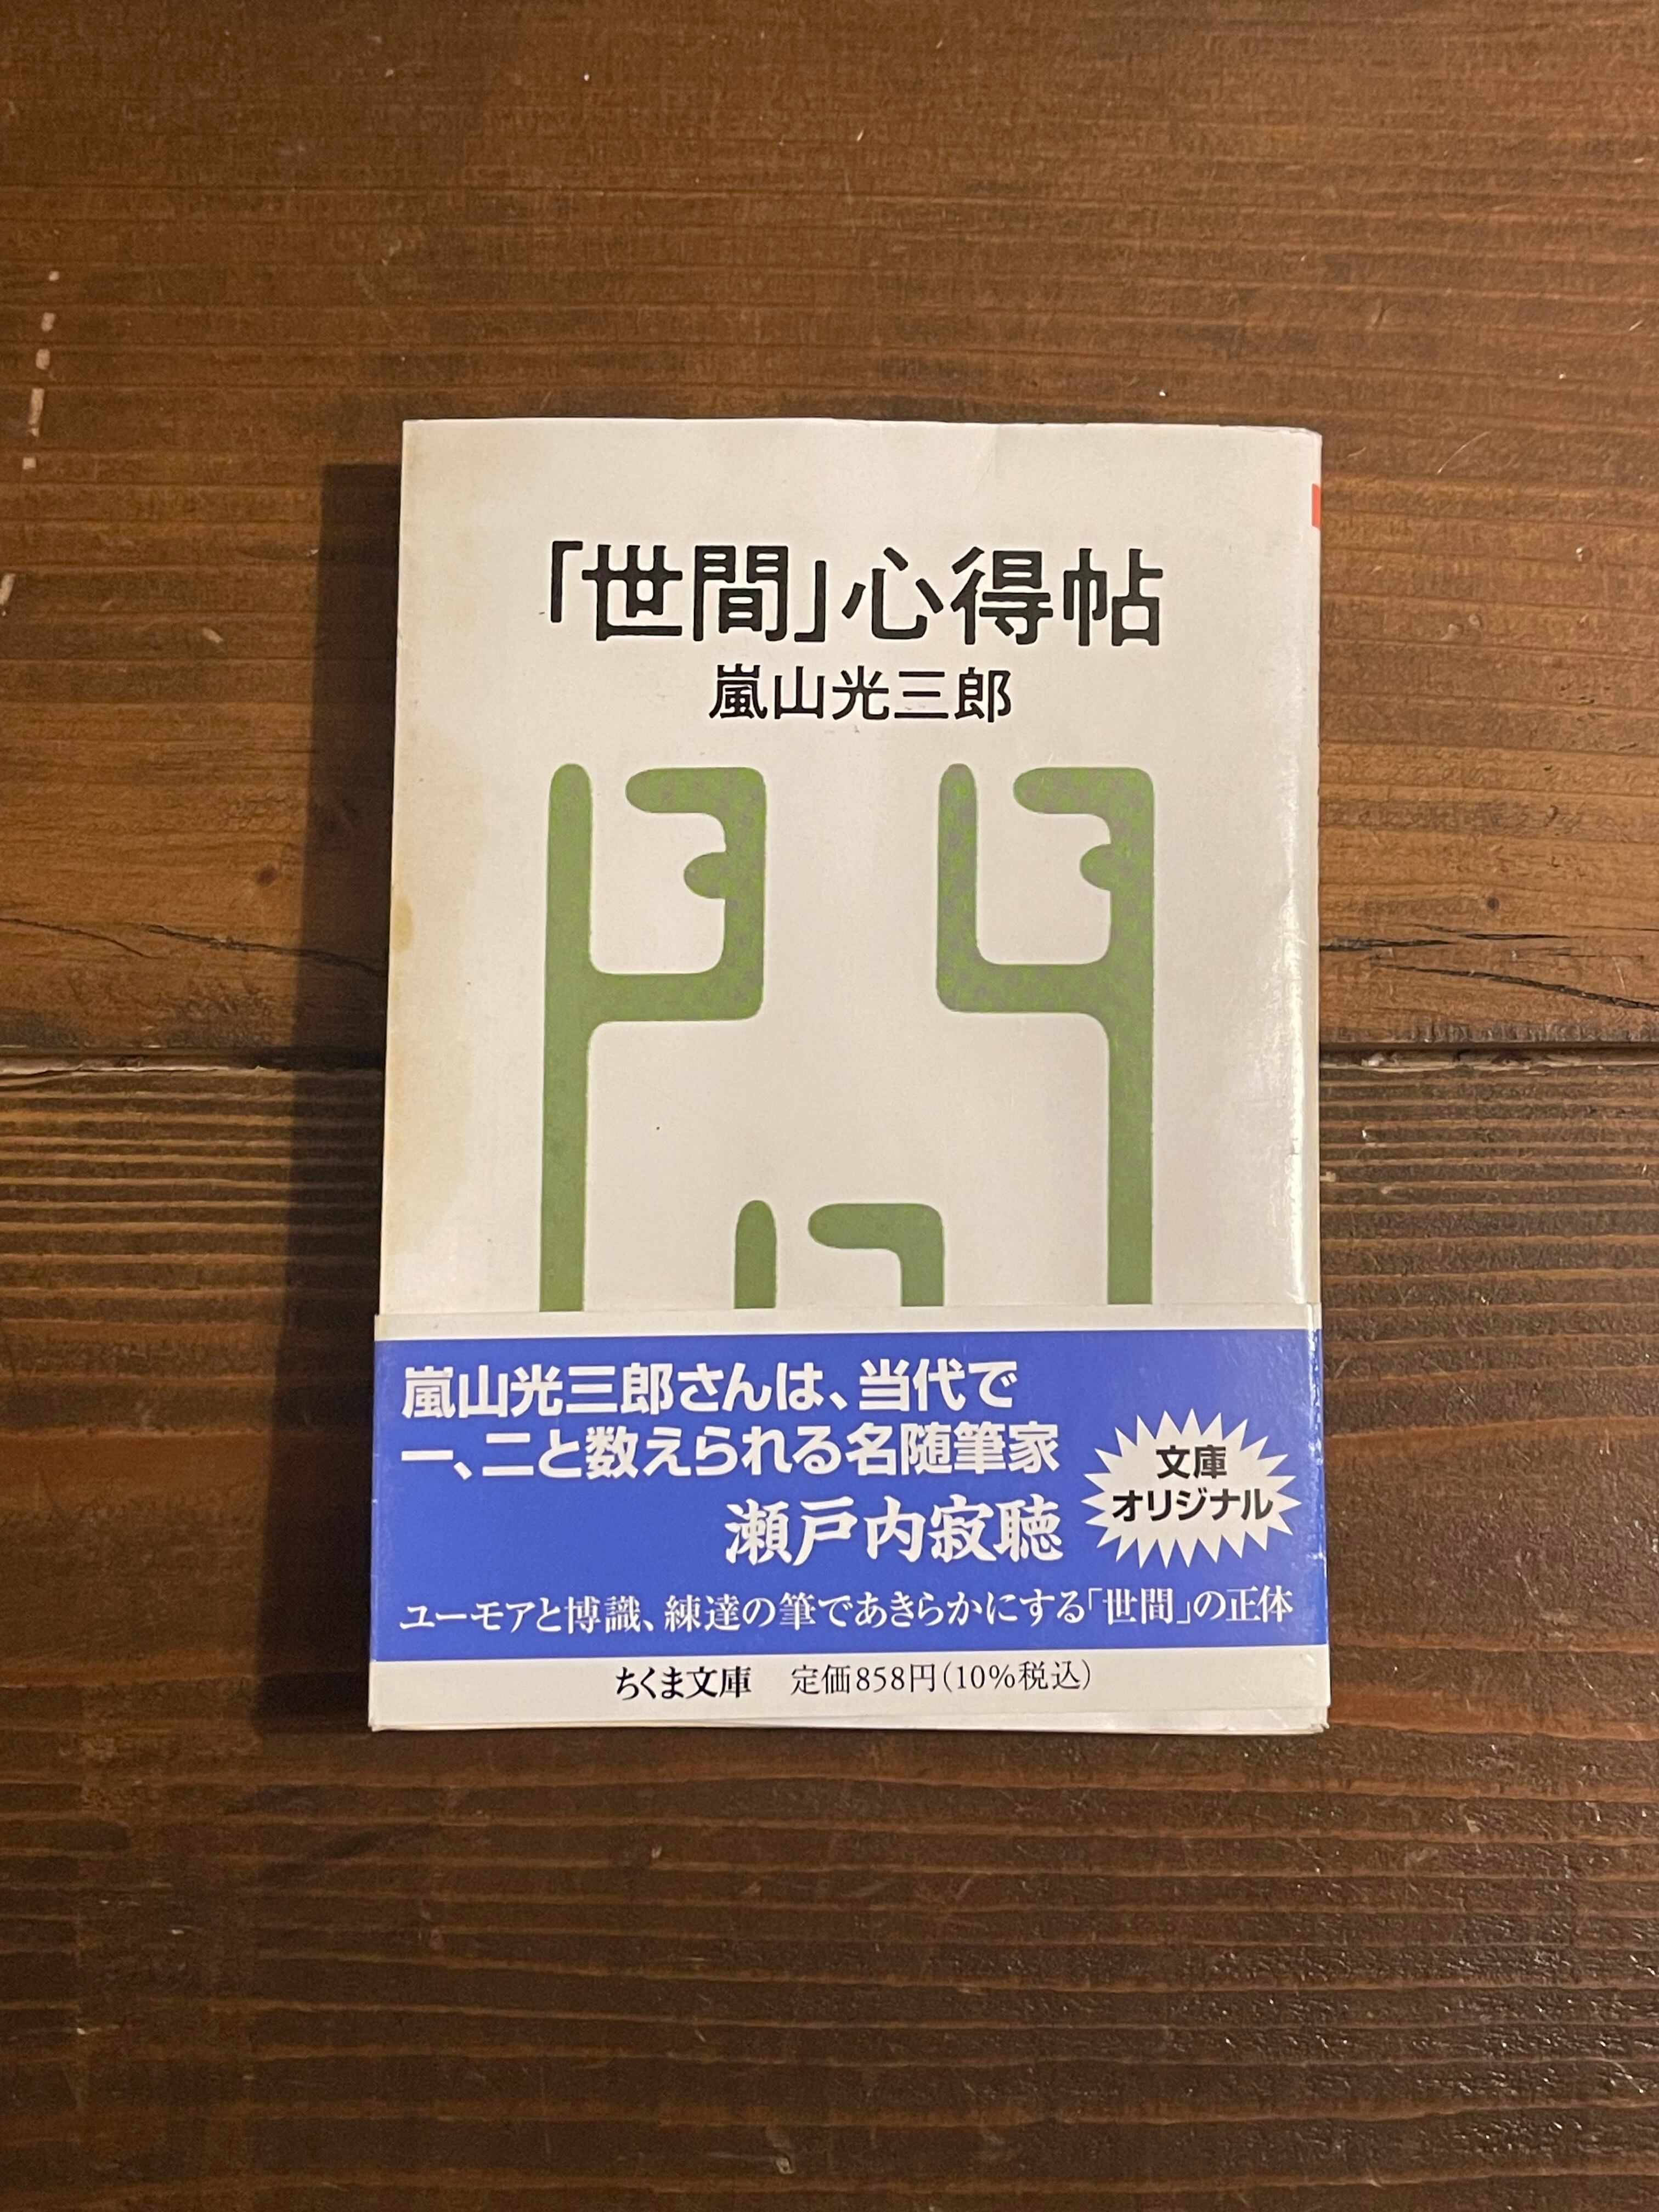 「世間」心得帖
嵐山光三郎
嵐山光三郎さんは、当代で
一、二と数えられる名随筆家
瀬戸内寂聴
文庫
オリジナル
ユーモアと博識、練達の筆であきらかにする「世間」の正体
ちくま文庫 定価858円(10%税込)